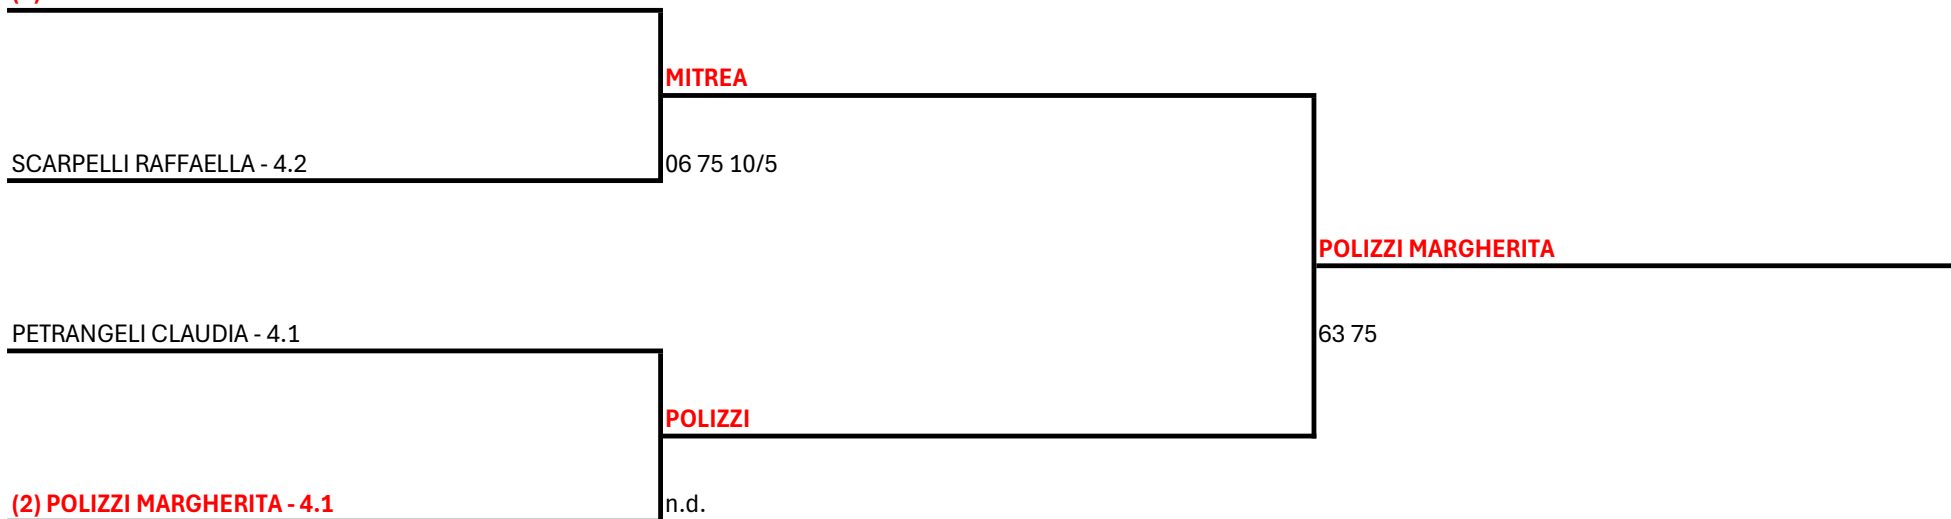 MITREA
SCARPELLI RAFFAELLA - 4.2
06 75 10/5
POLIZZI MARGHERITA
PETRANGELI CLAUDIA - 4.1
63 75
POLIZZI
(2) POLIZZI MARGHERITA - 4.1
n.d.